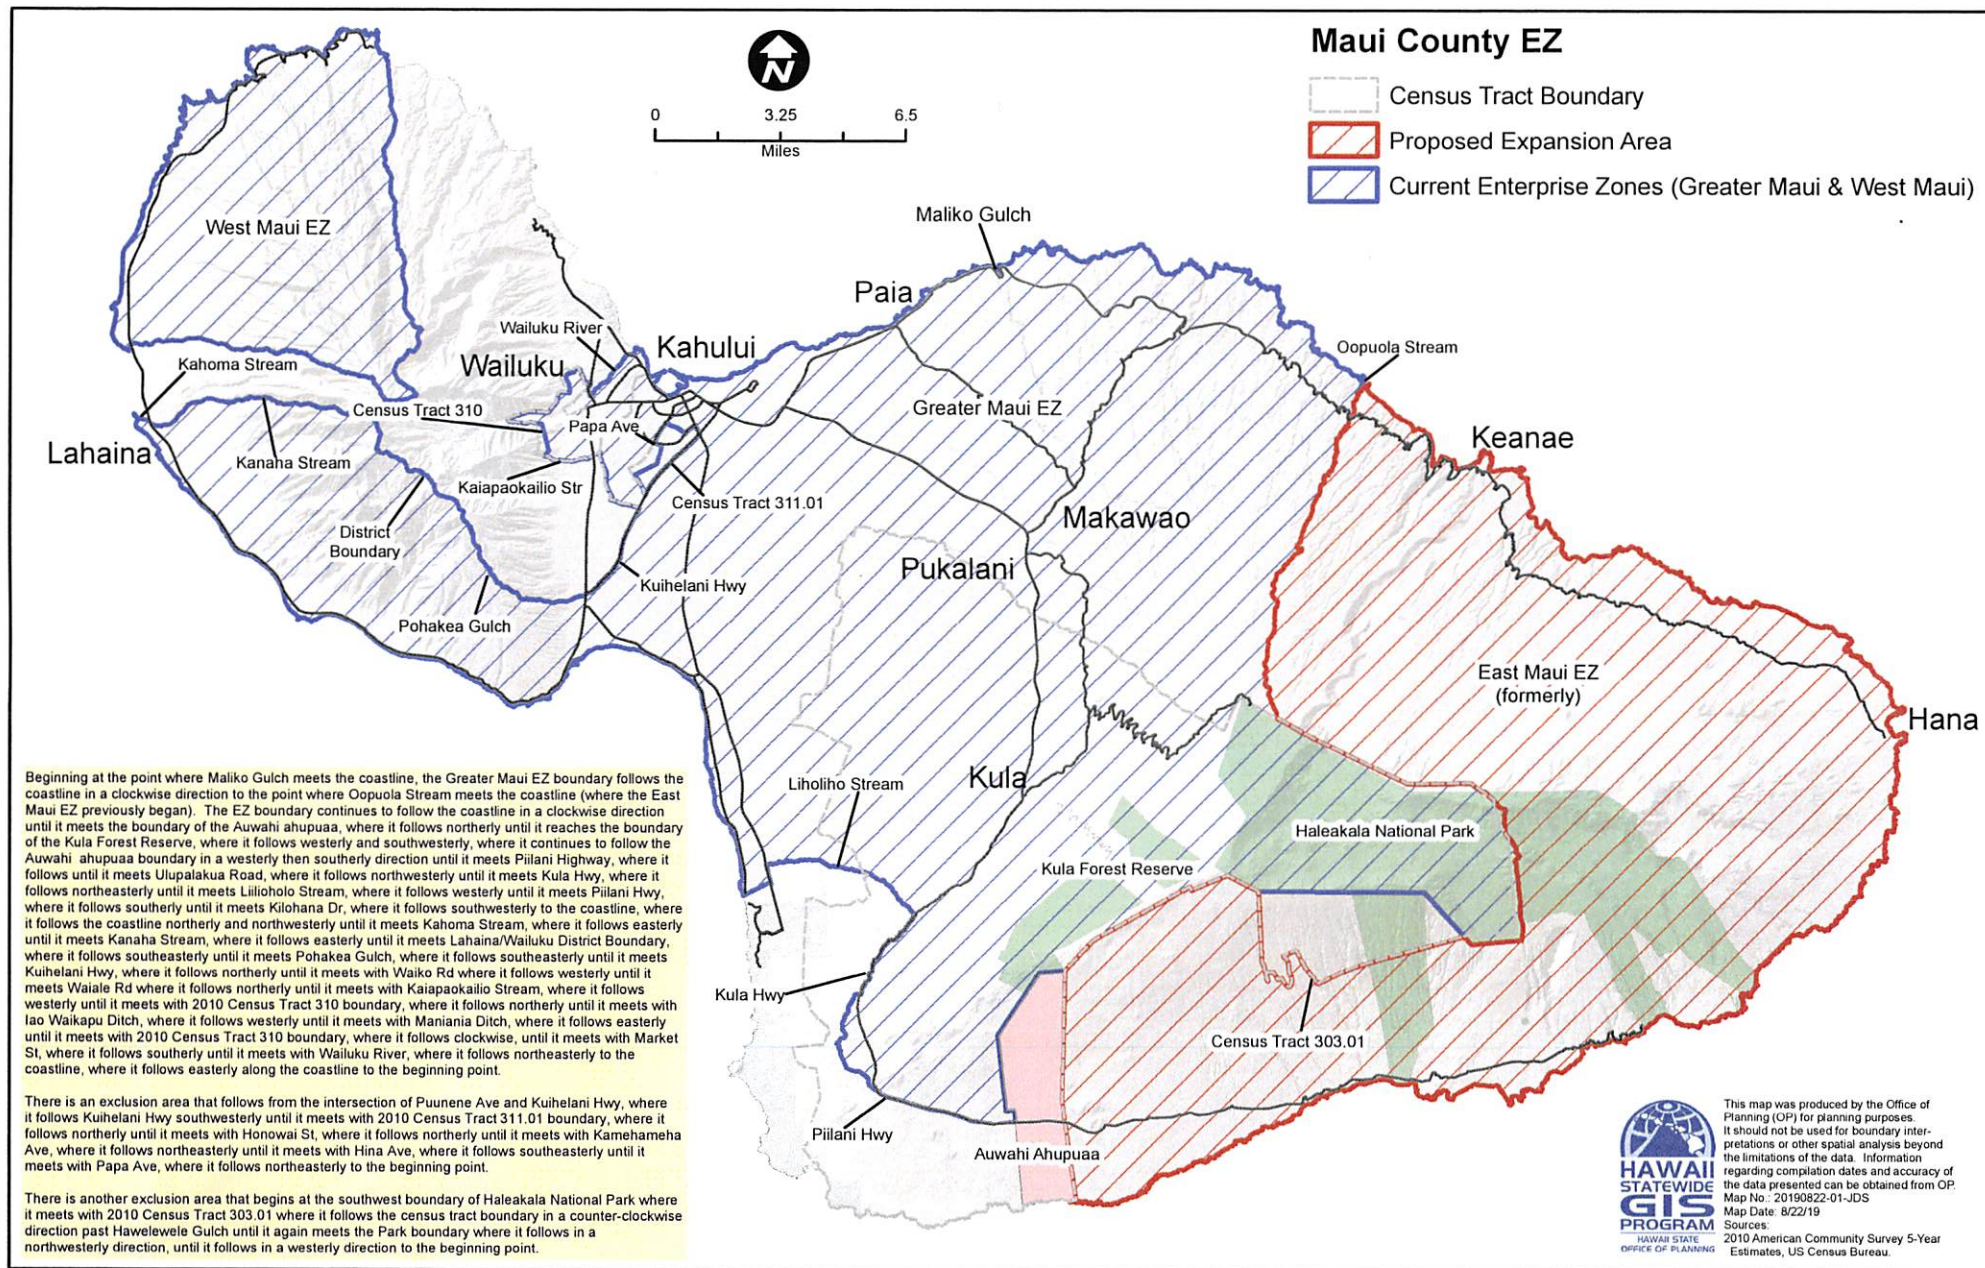 Maui County EZ
Census Tract Boundary
Proposed Expansion Area
Current Enterprise Zones (Greater Maui & West Maui)
N
0 3.25 6.5
Miles
West Maui EZ
Maliko Gulch
Paia
Wailuku River
Kahului
Wailuku
Kahoma Stream
Oopuola Stream
Census Tract 310
Papa Ave
Greater Maui EZ
Keanae
Lahaina
Kanaha Stream
Kaiapaokailio Str
Census Tract 311.01
Makawao
District
Boundary
Pukalani
Kuihelani Hwy
Pohakea Gulch
East Maui EZ
(formerly)
Hana
Kula
Liholiho Stream
Haleakala National Park
Kula Forest Reserve
Kula Hwy
Census Tract 303.01
Piilani Hwy
Auwahi Ahupuaa
Beginning at the point where Maliko Gulch meets the coastline, the Greater Maui EZ boundary follows the
coastline in a clockwise direction to the point where Oopuola Stream meets the coastline (where the East
Maui EZ previously began). The EZ boundary continues to follow the coastline in a clockwise direction
until it meets the boundary of the Auwahi ahupuaa, where it follows northerly until it reaches the boundary
of the Kula Forest Reserve, where it follows westerly and southwesterly, where it continues to follow the
Auwahi ahupuaa boundary in a westerly then southerly direction until it meets Piilani Highway, where it
follows until it meets Ulupalakua Road, where it follows northwesterly until it meets Kula Hwy, where it
follows northeasterly until it meets Liilioholo Stream, where it follows westerly until it meets Piilani Hwy,
where it follows southerly until it meets Kilohana Dr, where it follows southwesterly to the coastline, where
it follows the coastline northerly and northwesterly until it meets Kahoma Stream, where it follows easterly
until it meets Kanaha Stream, where it follows easterly until it meets Lahaina/Wailuku District Boundary,
where it follows southeasterly until it meets Pohakea Gulch, where it follows southeasterly until it meets
Kuihelani Hwy, where it follows northerly until it meets with Waiko Rd where it follows westerly until it
meets Waiale Rd where it follows northerly until it meets with Kaiapaokailio Stream, where it follows
westerly until it meets with 2010 Census Tract 310 boundary, where it follows northerly until it meets with
Iao Waikapu Ditch, where it follows westerly until it meets with Maniania Ditch, where it follows easterly
until it meets with 2010 Census Tract 310 boundary, where it follows clockwise, until it meets with Market
St, where it follows southerly until it meets with Wailuku River, where it follows northeasterly to the
coastline, where it follows easterly along the coastline to the beginning point.
There is an exclusion area that follows from the intersection of Puunene Ave and Kuihelani Hwy, where
it follows Kuihelani Hwy southwesterly until it meets with 2010 Census Tract 311.01 boundary, where it
follows northerly until it meets with Honowai St, where it follows northerly until it meets with Kamehameha
Ave, where it follows northeasterly until it meets with Hina Ave, where it follows southeasterly until it
meets with Papa Ave, where it follows northeasterly to the beginning point.
There is another exclusion area that begins at the southwest boundary of Haleakala National Park where
it meets with 2010 Census Tract 303.01 where it follows the census tract boundary in a counter-clockwise
direction past Hawelewele Gulch until it again meets the Park boundary where it follows in a
northwesterly direction, until it follows in a westerly direction to the beginning point.
HAWAII
STATEWIDE
GIS
PROGRAM
HAWAII STATE
OFFICE OF PLANNING
This map was produced by the Office of
Planning (OP) for planning purposes.
It should not be used for boundary inter-
pretations or other spatial analysis beyond
the limitations of the data. Information
regarding compilation dates and accuracy of
the data presented can be obtained from OP.
Map No.: 20190822-01-JDS
Map Date: 8/22/19
Sources:
2010 American Community Survey 5-Year
Estimates, US Census Bureau.